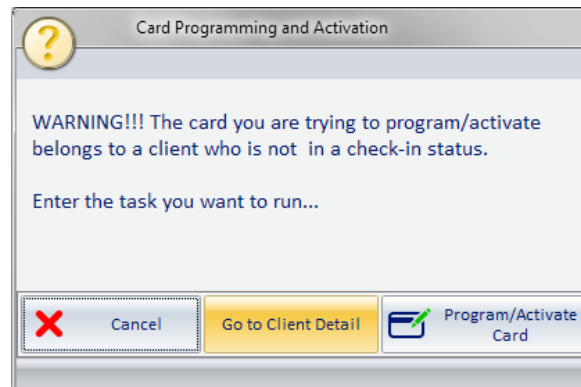 Card Programming and Activation
WARNING!!! The card you are trying to program/activate
belongs to a client who is not in a check-in status.
Enter the task you want to run...
Cancel
Go to Client Detail
Program/Activate
Card